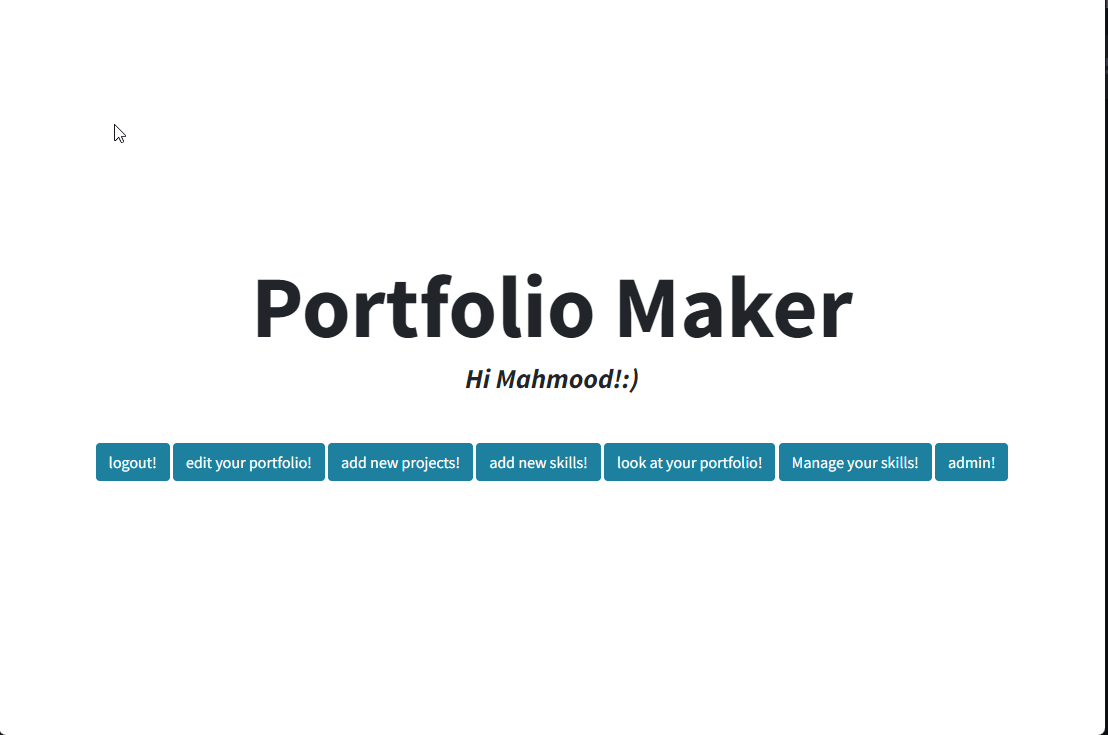 Portfolio Maker
Hi Mahmood!:)
logout! edit your portfolio! add new projects! add new skills! look at your portfolio! Manage your skills! admin!